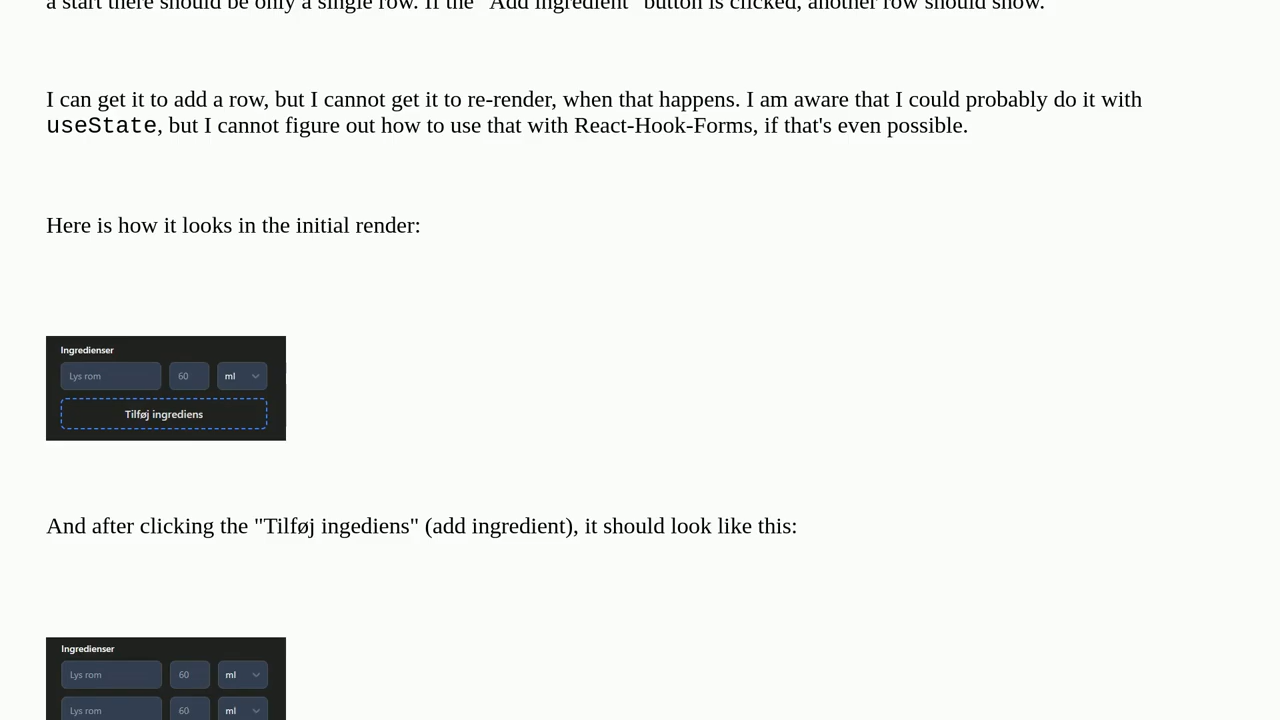 a start there should be only a single row. If the "Add ingredient" button is clicked, another row should show.
I can get it to add a row, but I cannot get it to re-render, when that happens. I am aware that I could probably do it with
useState, but I cannot figure out how to use that with React-Hook-Forms, if that's even possible.
Here is how it looks in the initial render:
Ingredienser
Lys rom 60 ml
Tilføj ingrediens
And after clicking the "Tilføj ingediens" (add ingredient), it should look like this:
Ingredienser
Lys rom 60 ml
Lys rom 60 ml